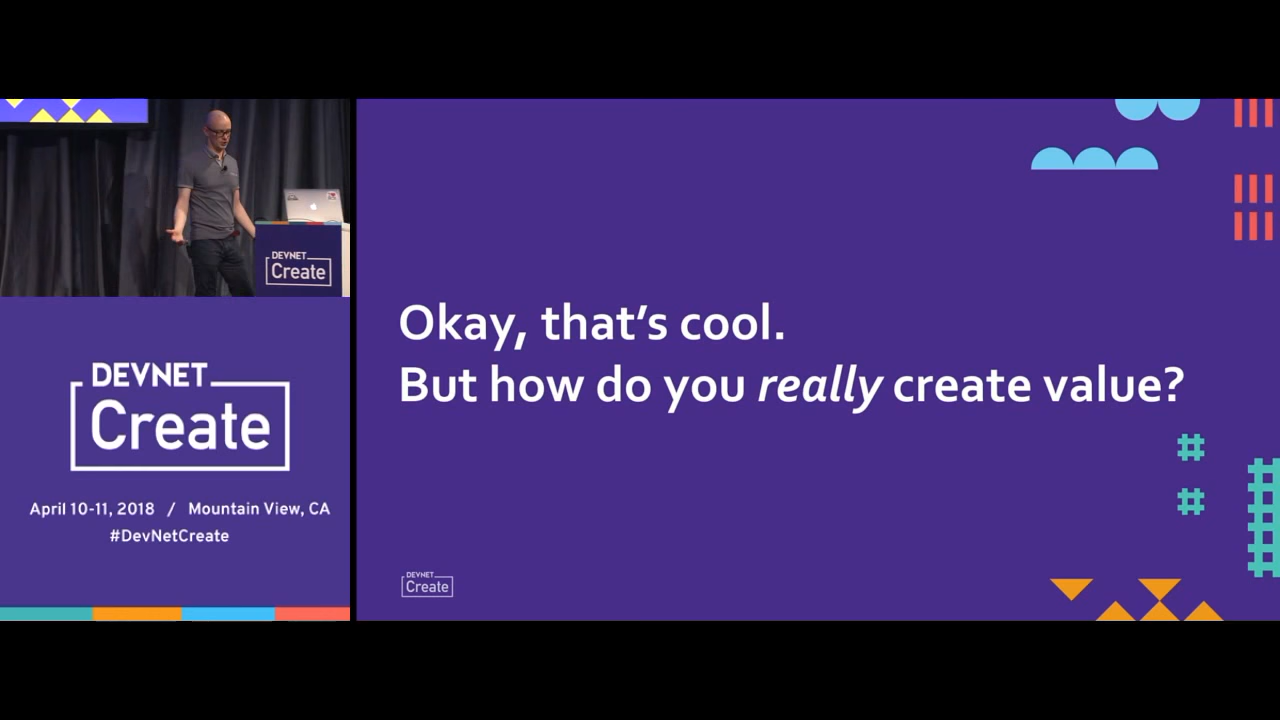 DEVNET
Create
DEVNET
Create
April 10-11, 2018 / Mountain View, CA
#DevNetCreate
Okay, that's cool.
But how do you really create value?
DEVNET
Create